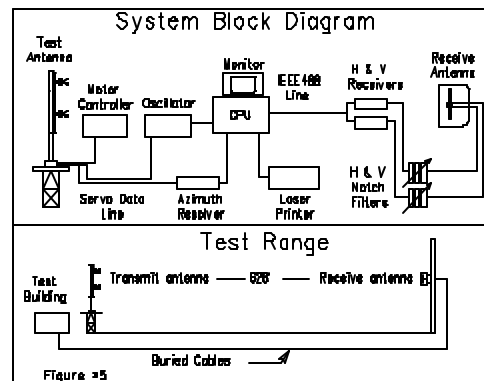 System Block Diagram
Test
Antenna
Motor
Controller
Oscillator
Monitor
CPU
IEEE488
Line
H & V
Receivers
Receive
Antenna
Servo Data
Line
Azimuth
Resolver
Laser
Printer
H & V
Notch
Filters
Test Range
Test
Building
Transmit antenna
Receive antenna
Buried Cables
Figure #5